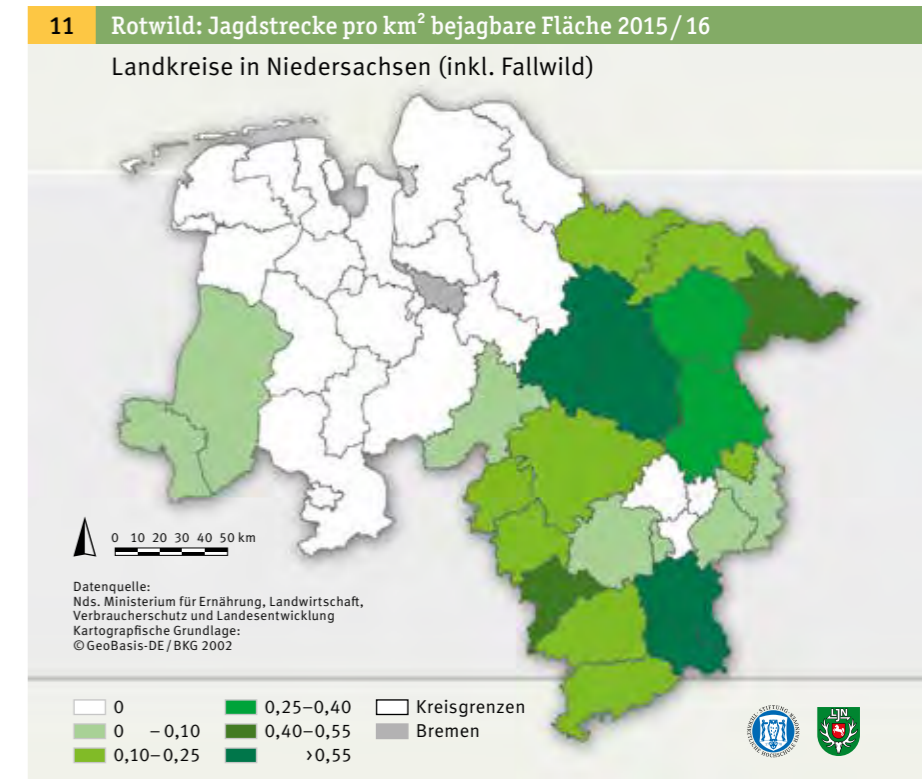 11 Rotwild: Jagdstrecke pro km² bejagbare Fläche 2015 / 16
Landkreise in Niedersachsen (inkl. Fallwild)
0 10 20 30 40 50 km
Datenquelle:
Nds. Ministerium für Ernährung, Landwirtschaft,
Verbraucherschutz und Landesentwicklung
Kartografische Grundlage:
© GeoBasis-DE / BKG 2002
0
0 – 0,10
0,10 – 0,25
0,25 – 0,40
0,40 – 0,55
>0,55
Kreisgrenzen
Bremen
LJN